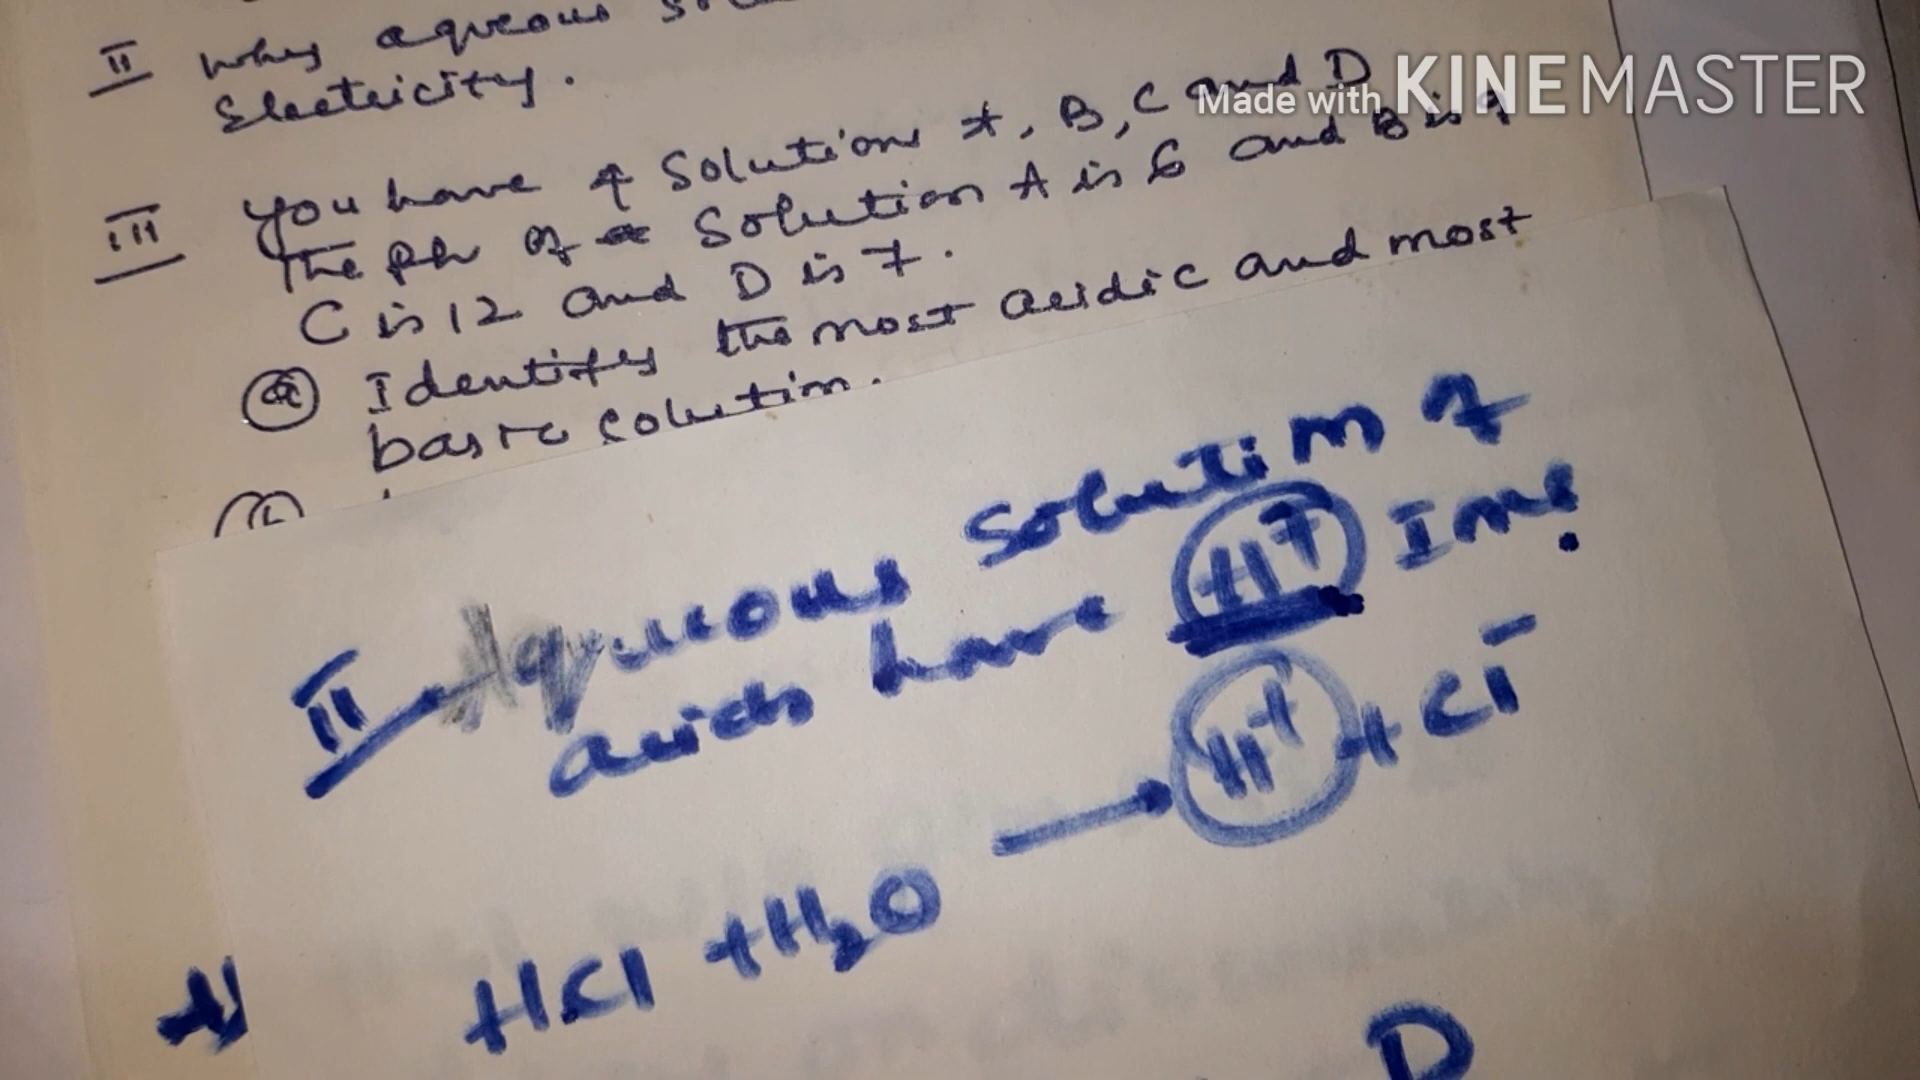 II Why aqueous
Electricity.
Made with KINEMASTER
III You have 4 Solutions A, B, C and D
The Ph of Solution A is 6 and B is 9
C is 12 and D is 7.
(a) Identify the most acidic and most
basic solution.
II Aqueous Solution of
acids have H+ Ions.
HCl + H2O → H+ + Cl-
D